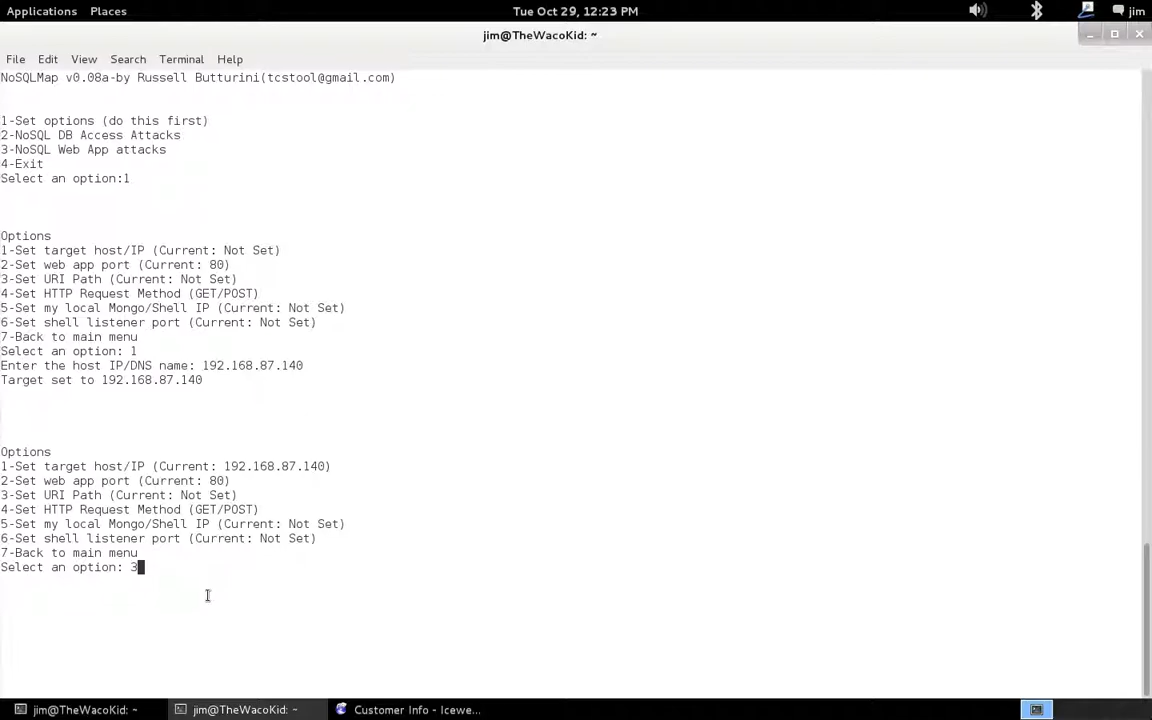 Applications Places
Tue Oct 29, 12:23 PM
jim
jim@TheWacoKid: ~
File Edit View Search Terminal Help
NoSQLMap v0.08a-by Russell Butturini(tcstool@gmail.com)
1-Set options (do this first)
2-NoSQL DB Access Attacks
3-NoSQL Web App attacks
4-Exit
Select an option:1
Options
1-Set target host/IP (Current: Not Set)
2-Set web app port (Current: 80)
3-Set URI Path (Current: Not Set)
4-Set HTTP Request Method (GET/POST)
5-Set my local Mongo/Shell IP (Current: Not Set)
6-Set shell listener port (Current: Not Set)
7-Back to main menu
Select an option: 1
Enter the host IP/DNS name: 192.168.87.140
Target set to 192.168.87.140
Options
1-Set target host/IP (Current: 192.168.87.140)
2-Set web app port (Current: 80)
3-Set URI Path (Current: Not Set)
4-Set HTTP Request Method (GET/POST)
5-Set my local Mongo/Shell IP (Current: Not Set)
6-Set shell listener port (Current: Not Set)
7-Back to main menu
Select an option: 3
jim@TheWacoKid: ~
jim@TheWacoKid: ~
Customer Info - Icewe...